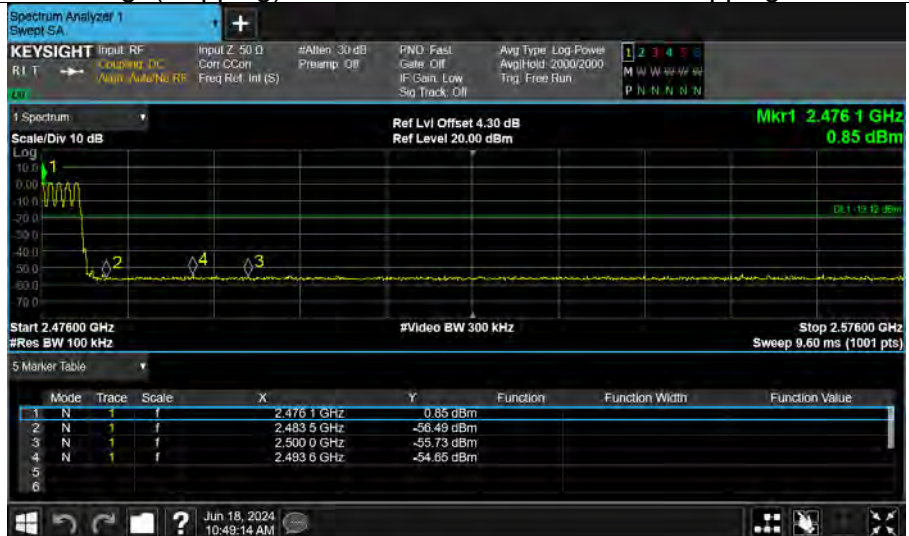 Spectrum Analyzer 1
Swept SA
+
KEYSIGHT Input: RF Input Z: 50 Ω #Atten: 30 dB PNO: Fast Avg Type: Log-Power 1 2 3 4 5 6
RLT Coupling: DC Corr CCorr Preamp: Off Gate: Off Avg|Hold: 2000/2000 M W W W W W
Align: Auto/No RF Freq Ref: Int (S) IF Gain: Low Trig: Free Run
Sig Track: Off P N N N N N
1 Spectrum Ref Lvl Offset 4.30 dB Mkr1 2.476 1 GHz
Scale/Div 10 dB Ref Level 20.00 dBm 0.85 dBm
Log
10.0 1
0.00
-10.0
-20.0 DL1 -19.12 dBm
-30.0
-40.0
-50.0 2 4 3
-60.0
-70.0
Start 2.47600 GHz #Video BW 300 kHz Stop 2.57600 GHz
#Res BW 100 kHz Sweep 9.60 ms (1001 pts)
5 Marker Table
Mode Trace Scale X Y Function Function Width Function Value
1 N 1 f 2.476 1 GHz 0.85 dBm
2 N 1 f 2.483 5 GHz -56.49 dBm
3 N 1 f 2.500 0 GHz -55.73 dBm
4 N 1 f 2.493 6 GHz -54.65 dBm
5
6
? Jun 18, 2024
10:49:14 AM